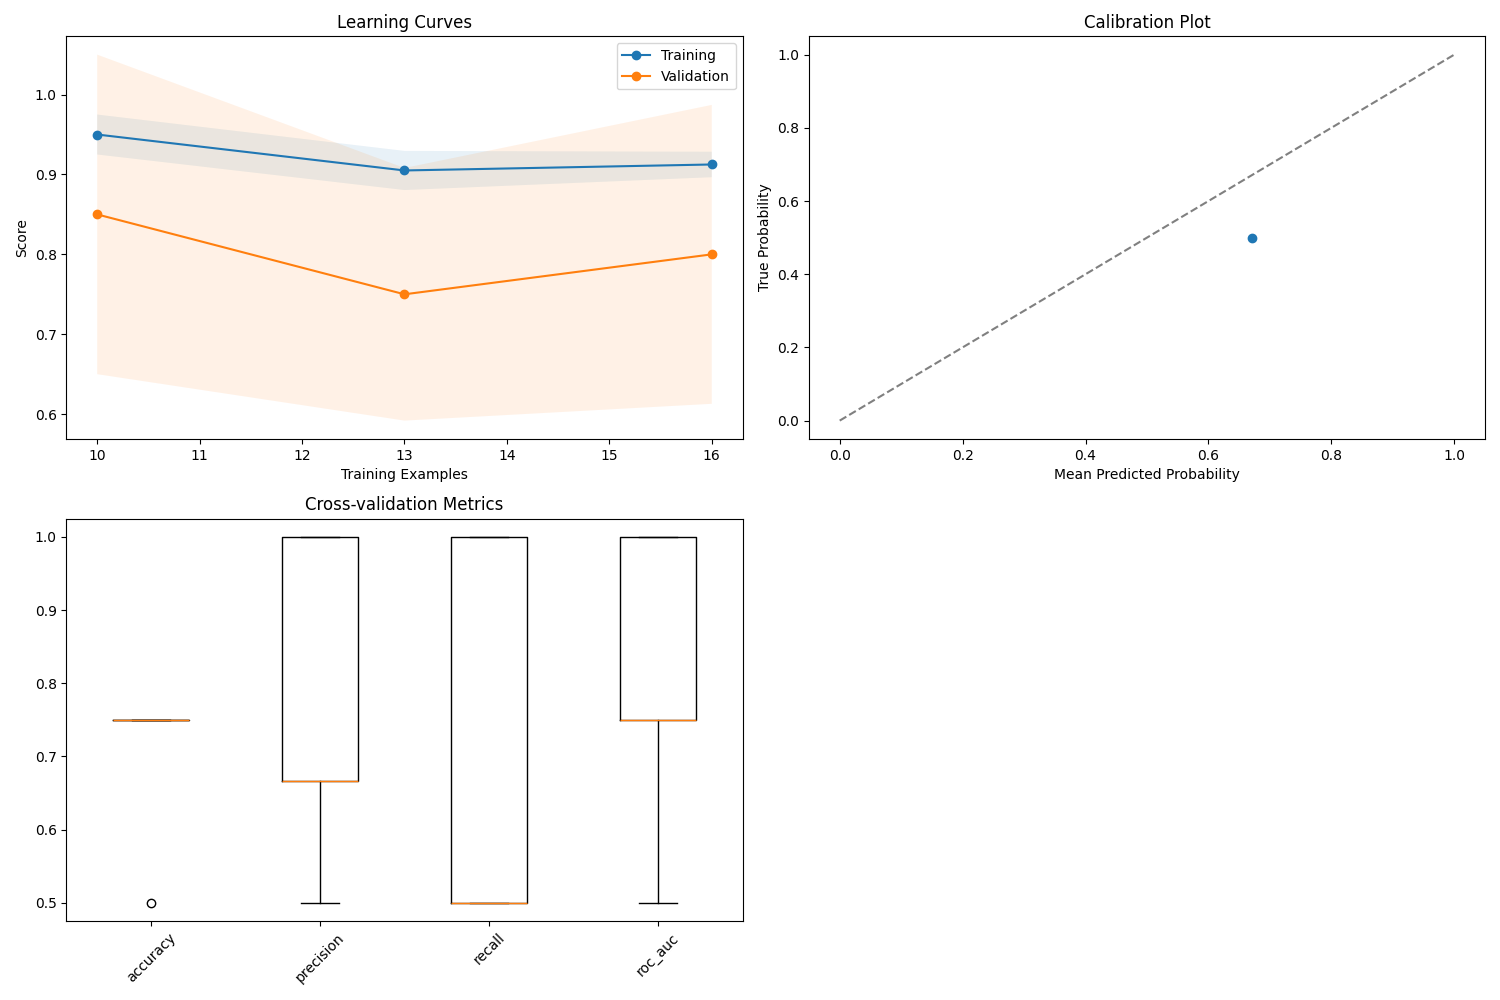 Learning Curves
Training
Validation
1.0
0.9
0.8
0.7
0.6
Score
10 11 12 13 14 15 16
Training Examples
Calibration Plot
1.0
0.8
0.6
0.4
0.2
0.0
True Probability
0.0 0.2 0.4 0.6 0.8 1.0
Mean Predicted Probability
Cross-validation Metrics
1.0
0.9
0.8
0.7
0.6
0.5
accuracy precision recall roc_auc